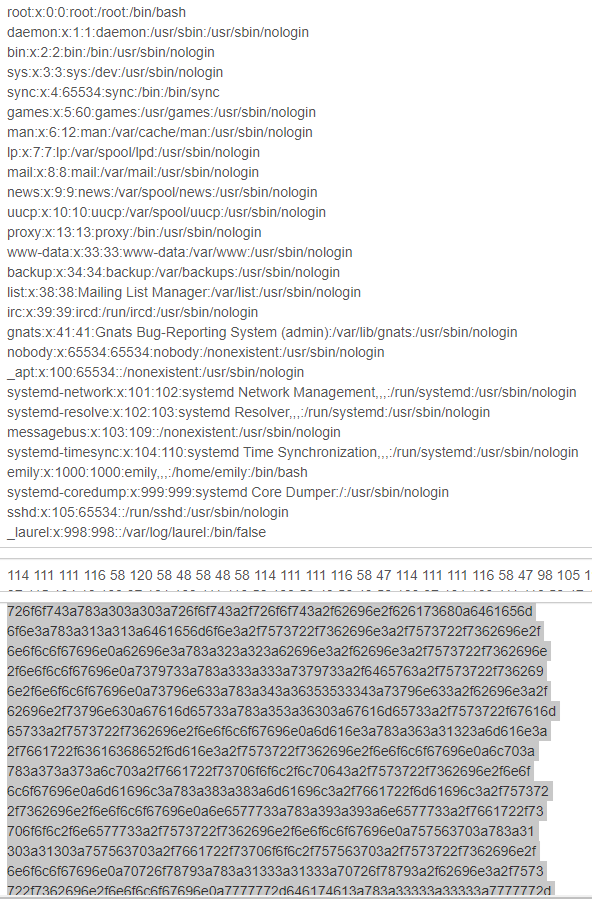 root:x:0:0:root:/root:/bin/bash
daemon:x:1:1:daemon:/usr/sbin:/usr/sbin/nologin
bin:x:2:2:bin:/bin:/usr/sbin/nologin
sys:x:3:3:sys:/dev:/usr/sbin/nologin
sync:x:4:65534:sync:/bin:/bin/sync
games:x:5:60:games:/usr/games:/usr/sbin/nologin
man:x:6:12:man:/var/cache/man:/usr/sbin/nologin
lp:x:7:7:lp:/var/spool/lpd:/usr/sbin/nologin
mail:x:8:8:mail:/var/mail:/usr/sbin/nologin
news:x:9:9:news:/var/spool/news:/usr/sbin/nologin
uucp:x:10:10:uucp:/var/spool/uucp:/usr/sbin/nologin
proxy:x:13:13:proxy:/bin:/usr/sbin/nologin
www-data:x:33:33:www-data:/var/www:/usr/sbin/nologin
backup:x:34:34:backup:/var/backups:/usr/sbin/nologin
list:x:38:38:Mailing List Manager:/var/list:/usr/sbin/nologin
irc:x:39:39:ircd:/run/ircd:/usr/sbin/nologin
gnats:x:41:41:Gnats Bug-Reporting System (admin):/var/lib/gnats:/usr/sbin/nologin
nobody:x:65534:65534:nobody:/nonexistent:/usr/sbin/nologin
_apt:x:100:65534::/nonexistent:/usr/sbin/nologin
systemd-network:x:101:102:systemd Network Management,,,:/run/systemd:/usr/sbin/nologin
systemd-resolve:x:102:103:systemd Resolver,,,:/run/systemd:/usr/sbin/nologin
messagebus:x:103:109::/nonexistent:/usr/sbin/nologin
systemd-timesync:x:104:110:systemd Time Synchronization,,,:/run/systemd:/usr/sbin/nologin
emily:x:1000:1000:emily,,,:/home/emily:/bin/bash
systemd-coredump:x:999:999:systemd Core Dumper:/:/usr/sbin/nologin
sshd:x:105:65534::/run/sshd:/usr/sbin/nologin
_laurel:x:998:998::/var/log/laurel:/bin/false
114 111 111 116 58 120 58 48 58 48 58 114 111 111 116 58 47 114 111 111 116 58 47 98 105 1
726f6f743a783a303a303a726f6f743a2f726f6f743a2f62696e2f626173680a6461656d
6f6e3a783a313a313a6461656d6f6e3a2f7573722f7362696e3a2f7573722f7362696e2f
6e6f6c6f67696e0a62696e3a783a323a323a62696e3a2f62696e3a2f7573722f7362696e
2f6e6f6c6f67696e0a7379733a783a333a333a7379733a2f6465763a2f7573722f736269
6e2f6e6f6c6f67696e0a73796e633a783a343a36353533343a73796e633a2f62696e3a2f
62696e2f73796e630a67616d65733a783a353a36303a67616d65733a2f7573722f67616d
65733a2f7573722f7362696e2f6e6f6c6f67696e0a6d616e3a783a363a31323a6d616e3a
2f7661722f63616368652f6d616e3a2f7573722f7362696e2f6e6f6c6f67696e0a6c703a
783a373a373a6c703a2f7661722f73706f6f6c2f6c70643a2f7573722f7362696e2f6e6f
6c6f67696e0a6d61696c3a783a383a383a6d61696c3a2f7661722f6d61696c3a2f757372
2f7362696e2f6e6f6c6f67696e0a6e6577733a783a393a393a6e6577733a2f7661722f73
706f6f6c2f6e6577733a2f7573722f7362696e2f6e6f6c6f67696e0a757563703a783a31
303a31303a757563703a2f7661722f73706f6f6c2f757563703a2f7573722f7362696e2f
6e6f6c6f67696e0a70726f78793a783a31333a31333a70726f78793a2f62696e3a2f7573
722f7362696e2f6e6f6c6f67696e0a7777772d646174613a783a33333a33333a7777772d